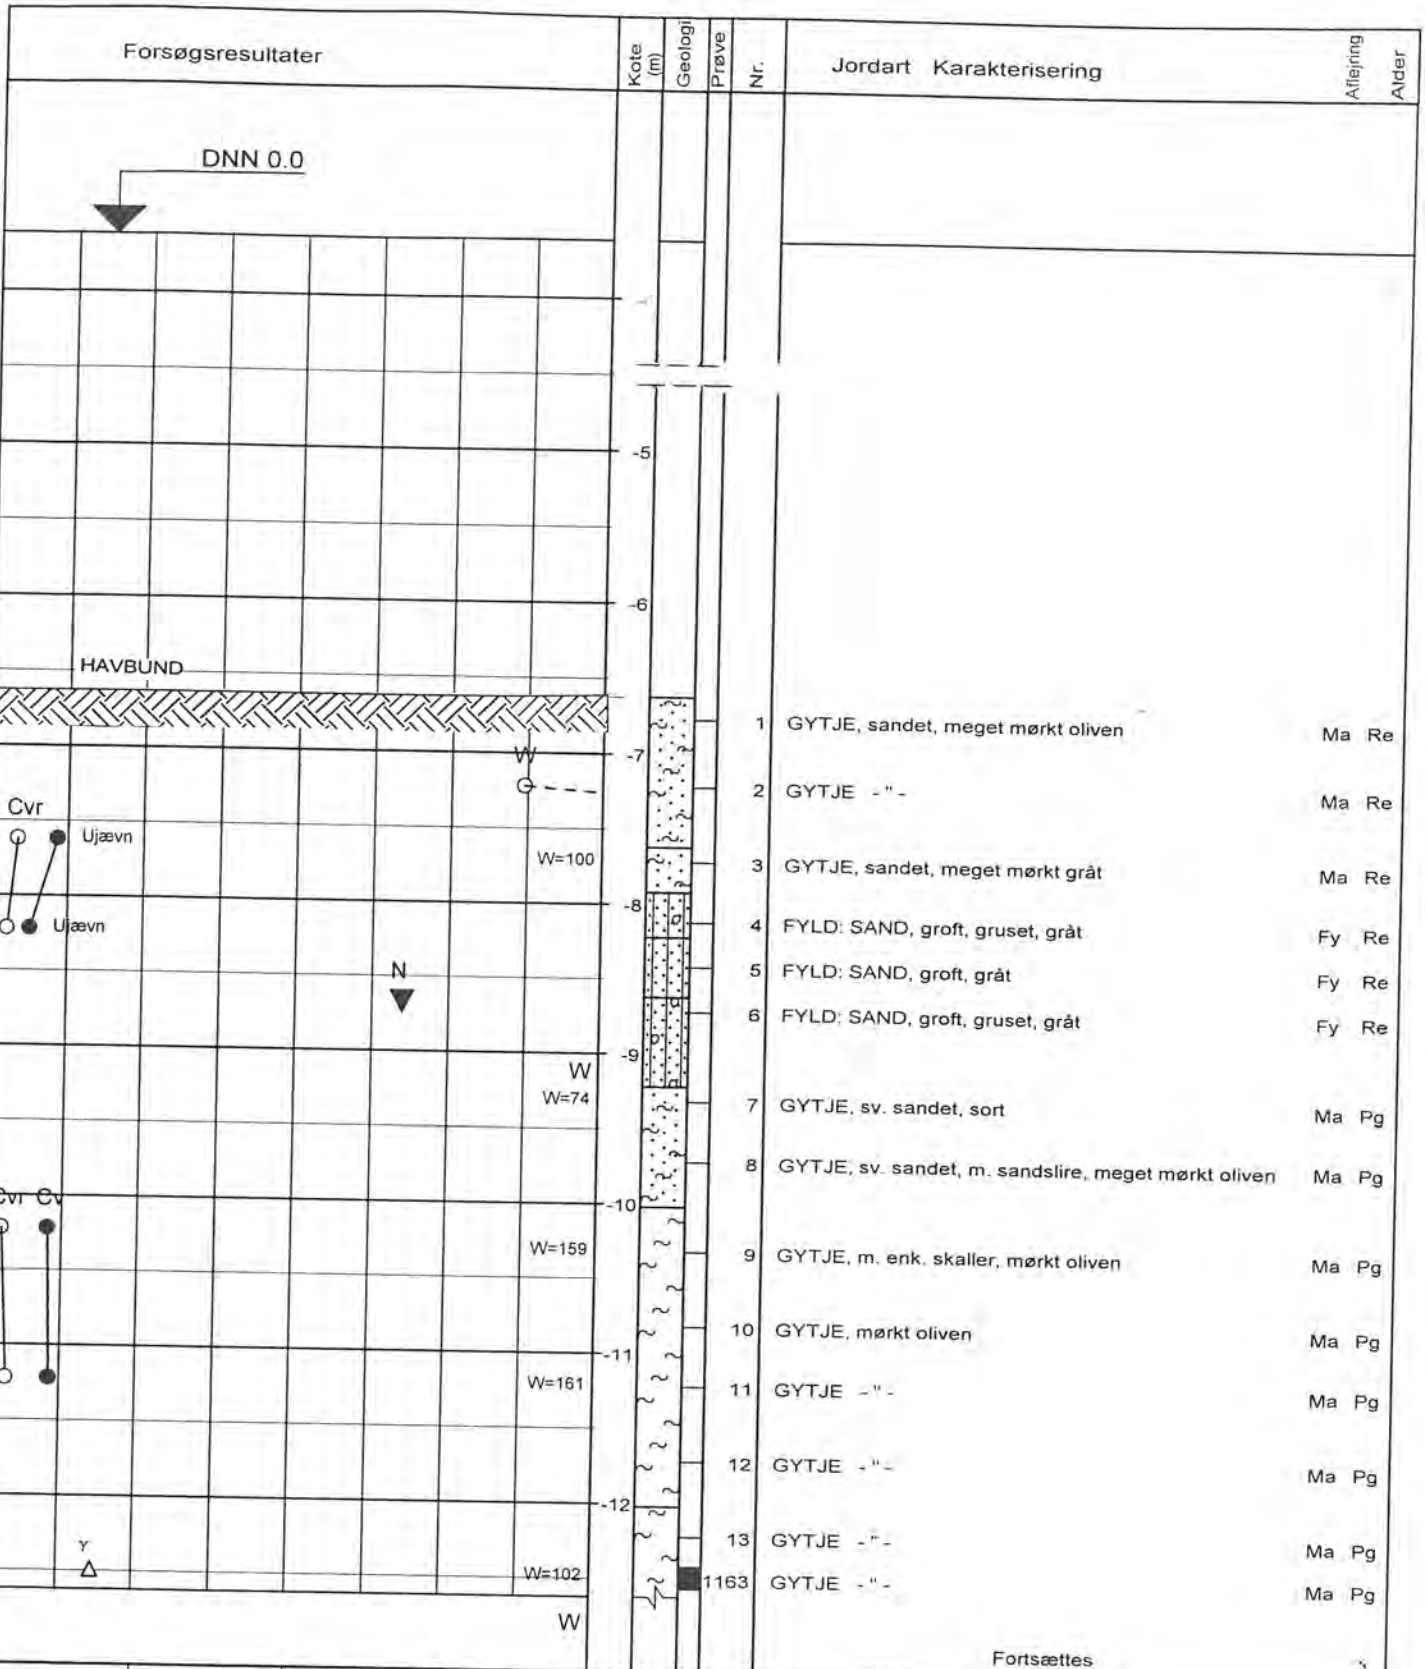 Forsøgsresultater Kote (m) Geologi Prøve Nr. Jordart Karakterisering Aflejring Alder
DNN 0.0
-5
-6
HAVBUND
1 GYTJE, sandet, meget mørkt oliven Ma Re
-7
W
2 GYTJE -"- Ma Re
Cvr
Ujævn
W=100 3 GYTJE, sandet, meget mørkt gråt Ma Re
-8
Ujævn 4 FYLD: SAND, groft, gruset, gråt Fy Re
N 5 FYLD: SAND, groft, gråt Fy Re
6 FYLD: SAND, groft, gruset, gråt Fy Re
-9
W
W=74 7 GYTJE, sv. sandet, sort Ma Pg
8 GYTJE, sv. sandet, m. sandslire, meget mørkt oliven Ma Pg
Cvr Cv -10
W=159 9 GYTJE, m. enk. skaller, mørkt oliven Ma Pg
10 GYTJE, mørkt oliven Ma Pg
-11
W=161 11 GYTJE -"- Ma Pg
12 GYTJE -"- Ma Pg
-12
13 GYTJE -"- Ma Pg
γ W=102 1163 GYTJE -"- Ma Pg
W
Fortsættes